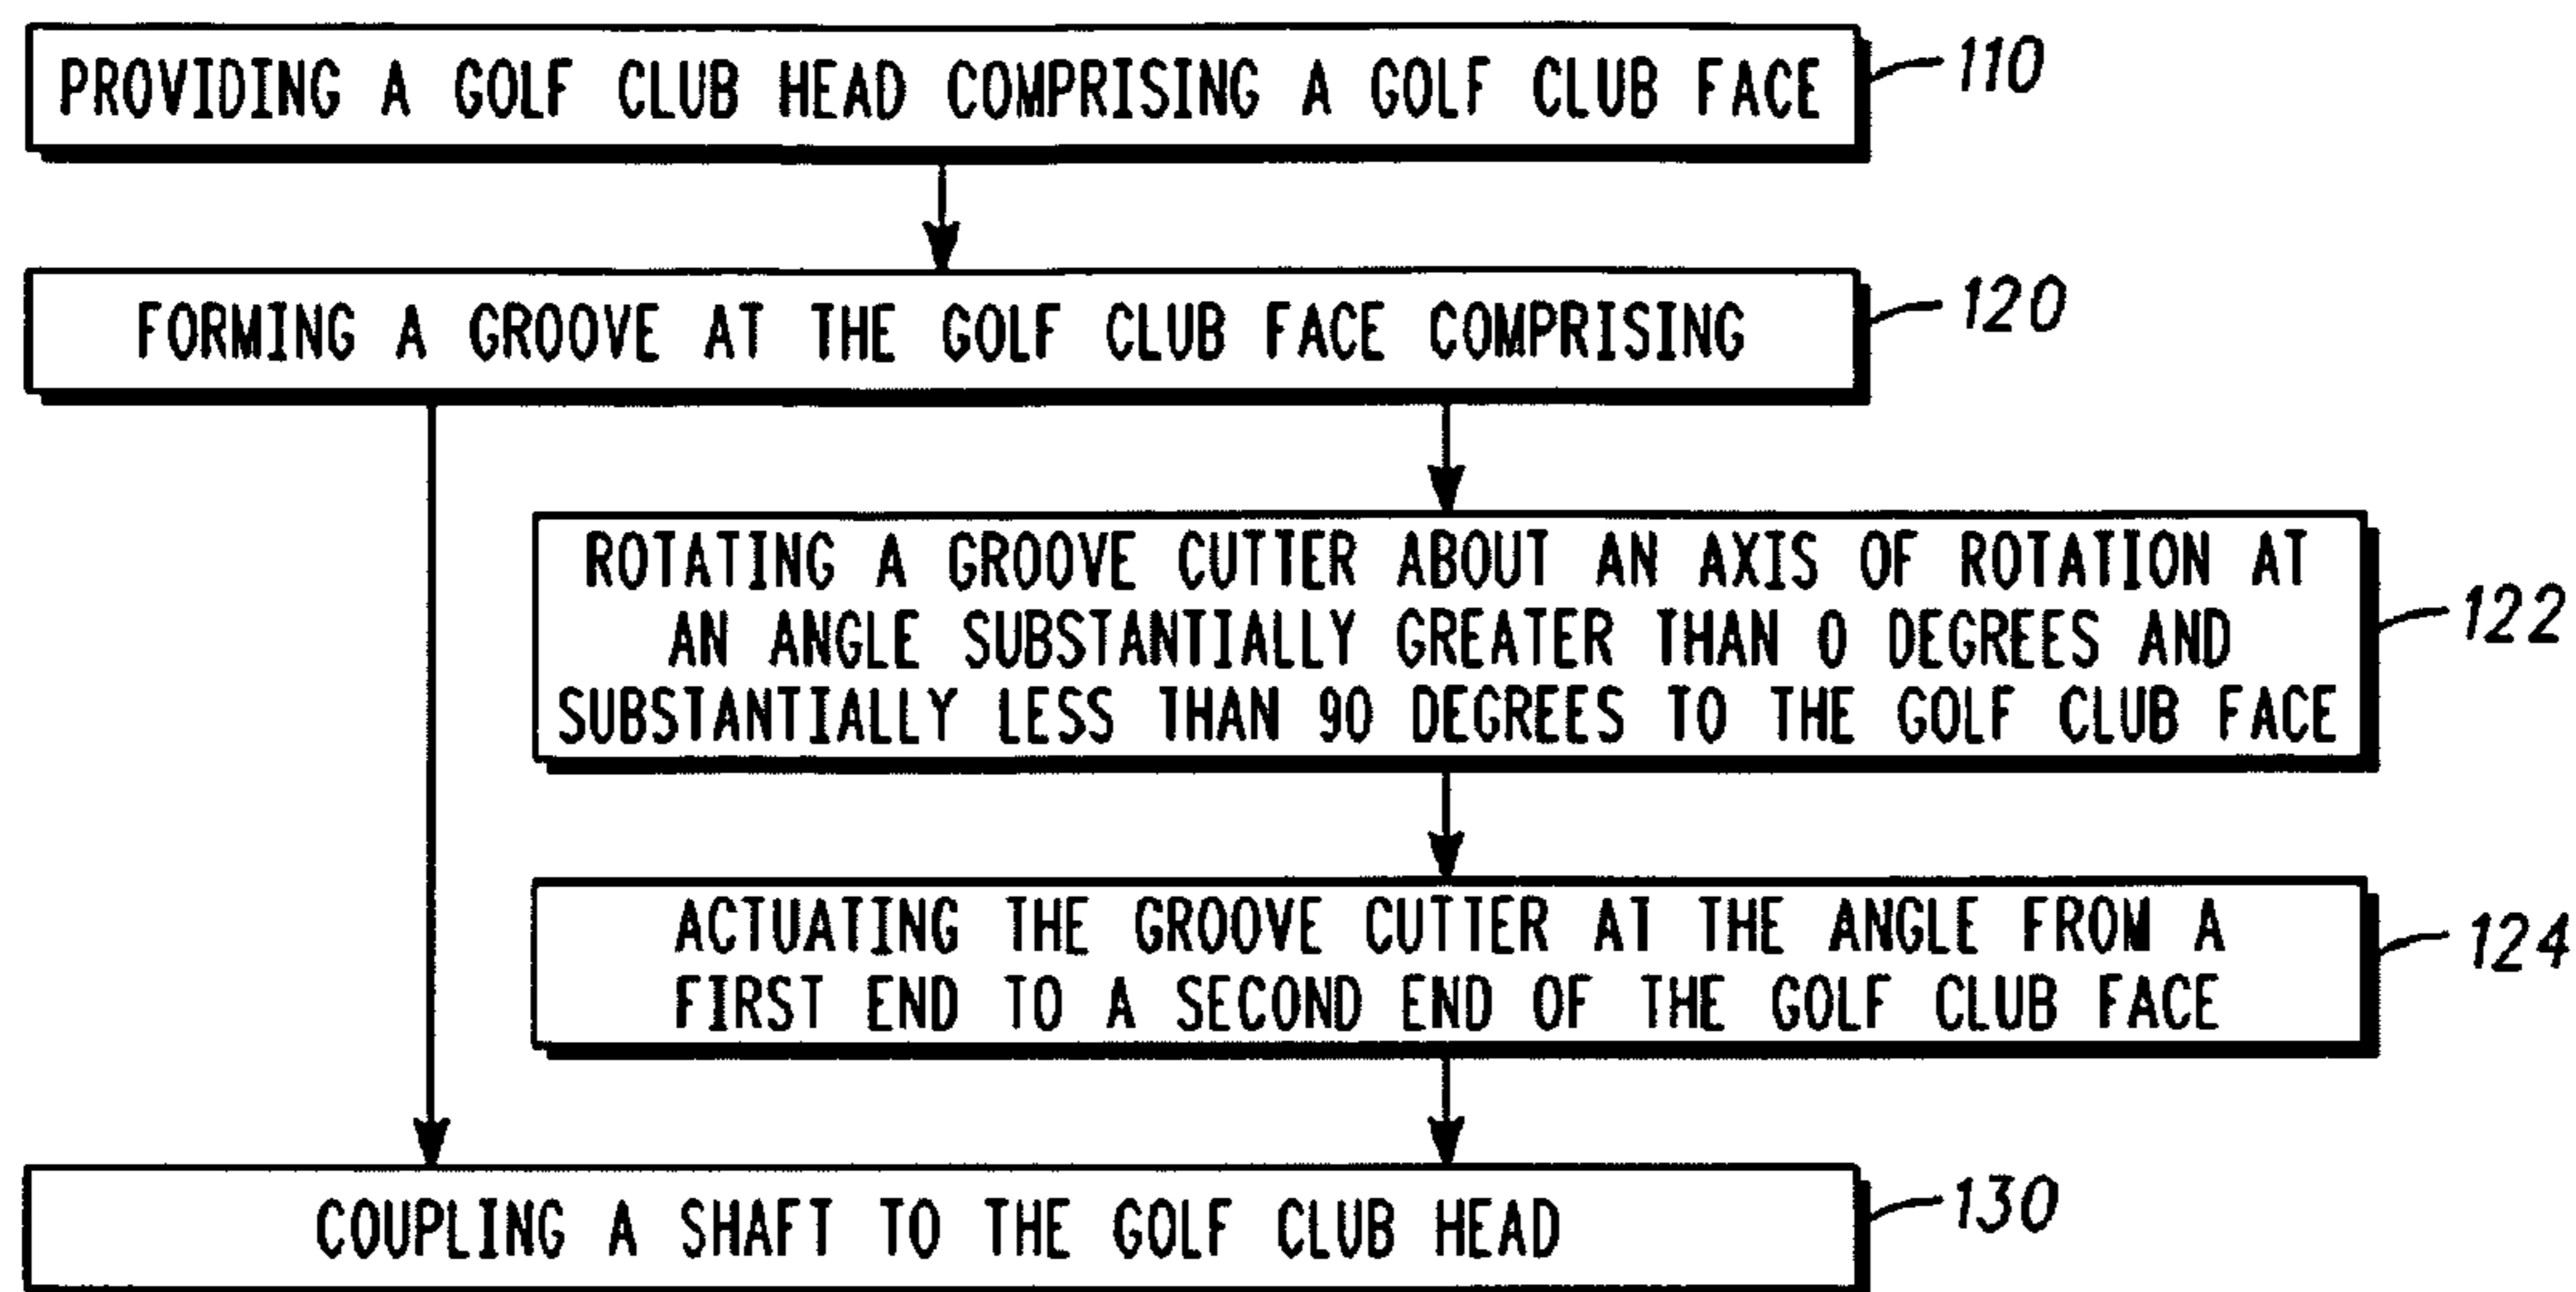 PROVIDING A GOLF CLUB HEAD COMPRISING A GOLF CLUB FACE
110
FORMING A GROOVE AT THE GOLF CLUB FACE COMPRISING
120
ROTATING A GROOVE CUTTER ABOUT AN AXIS OF ROTATION AT
AN ANGLE SUBSTANTIALLY GREATER THAN 0 DEGREES AND
SUBSTANTIALLY LESS THAN 90 DEGREES TO THE GOLF CLUB FACE
122
ACTUATING THE GROOVE CUTTER AT THE ANGLE FROM A
FIRST END TO A SECOND END OF THE GOLF CLUB FACE
124
COUPLING A SHAFT TO THE GOLF CLUB HEAD
130